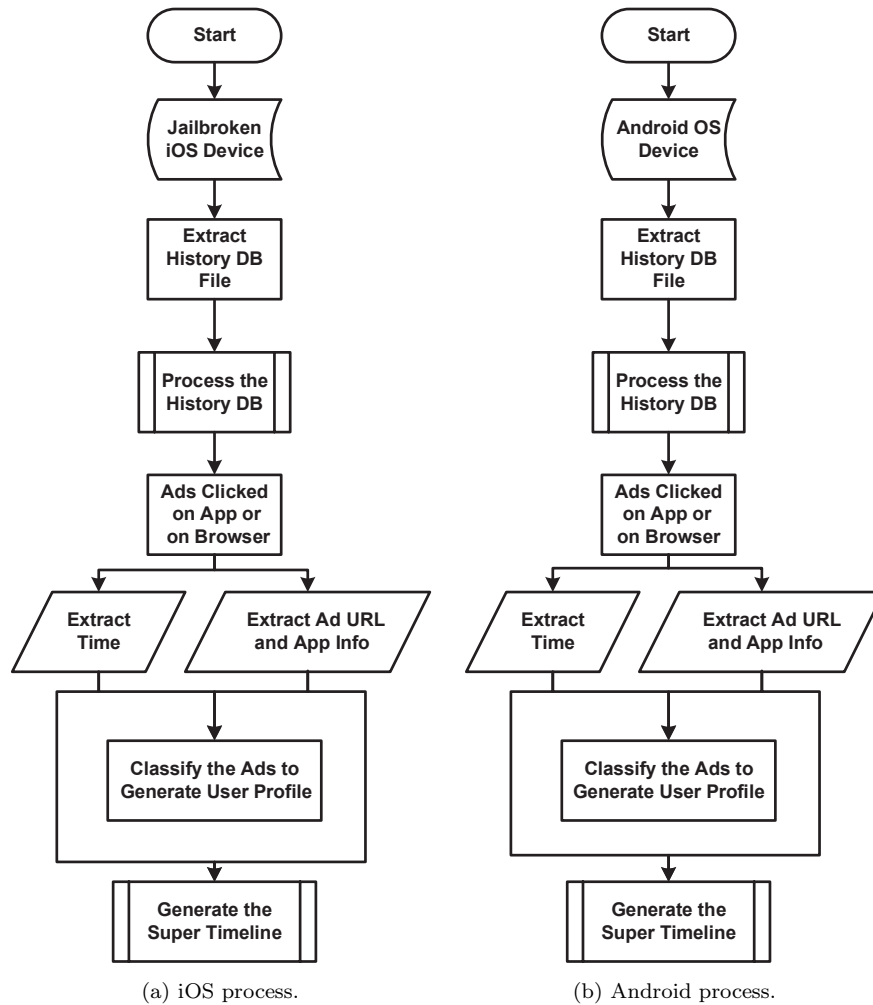 Start
Jailbroken
iOS Device
Extract
History DB
File
Process the
History DB
Ads Clicked
on App or
on Browser
Extract
Time
Extract Ad URL
and App Info
Classify the Ads to
Generate User Profile
Generate the
Super Timeline
(a) iOS process.
Start
Android OS
Device
Extract
History DB
File
Process the
History DB
Ads Clicked
on App or
on Browser
Extract
Time
Extract Ad URL
and App Info
Classify the Ads to
Generate User Profile
Generate the
Super Timeline
(b) Android process.